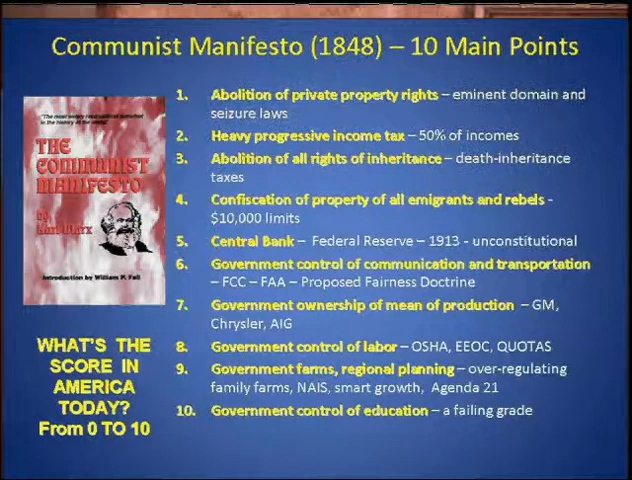 Communist Manifesto (1848) – 10 Main Points
"The most widely read political pamphlet
in the history of the world"
THE
COMMUNIST
MANIFESTO
by
Karl Marx
Introduction by William P. Fall
1. Abolition of private property rights – eminent domain and
seizure laws
2. Heavy progressive income tax – 50% of incomes
3. Abolition of all rights of inheritance – death-inheritance
taxes
4. Confiscation of property of all emigrants and rebels -
$10,000 limits
5. Central Bank – Federal Reserve – 1913 - unconstitutional
6. Government control of communication and transportation
– FCC – FAA – Proposed Fairness Doctrine
7. Government ownership of mean of production – GM,
Chrysler, AIG
8. Government control of labor – OSHA, EEOC, QUOTAS
9. Government farms, regional planning – over-regulating
family farms, NAIS, smart growth, Agenda 21
10. Government control of education – a failing grade
WHAT'S THE
SCORE IN
AMERICA
TODAY?
From 0 TO 10